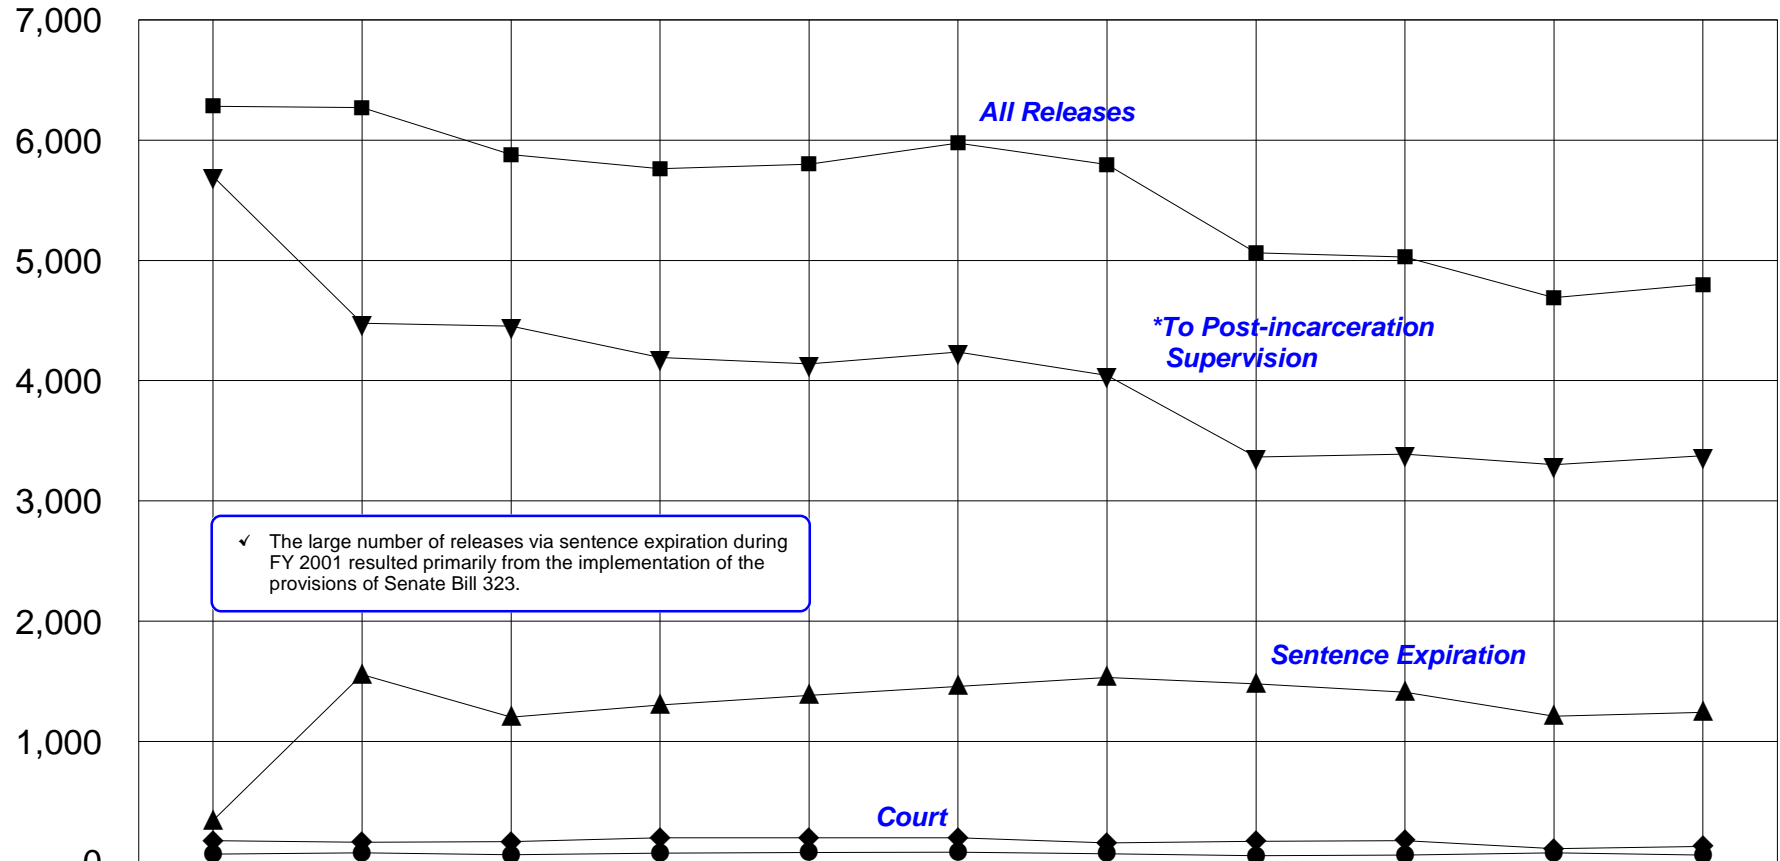 7,000
All Releases
6,000
5,000
*To Post-incarceration
Supervision
4,000
3,000
✓ The large number of releases via sentence expiration during
FY 2001 resulted primarily from the implementation of the
provisions of Senate Bill 323.
2,000
Sentence Expiration
1,000
Court
0